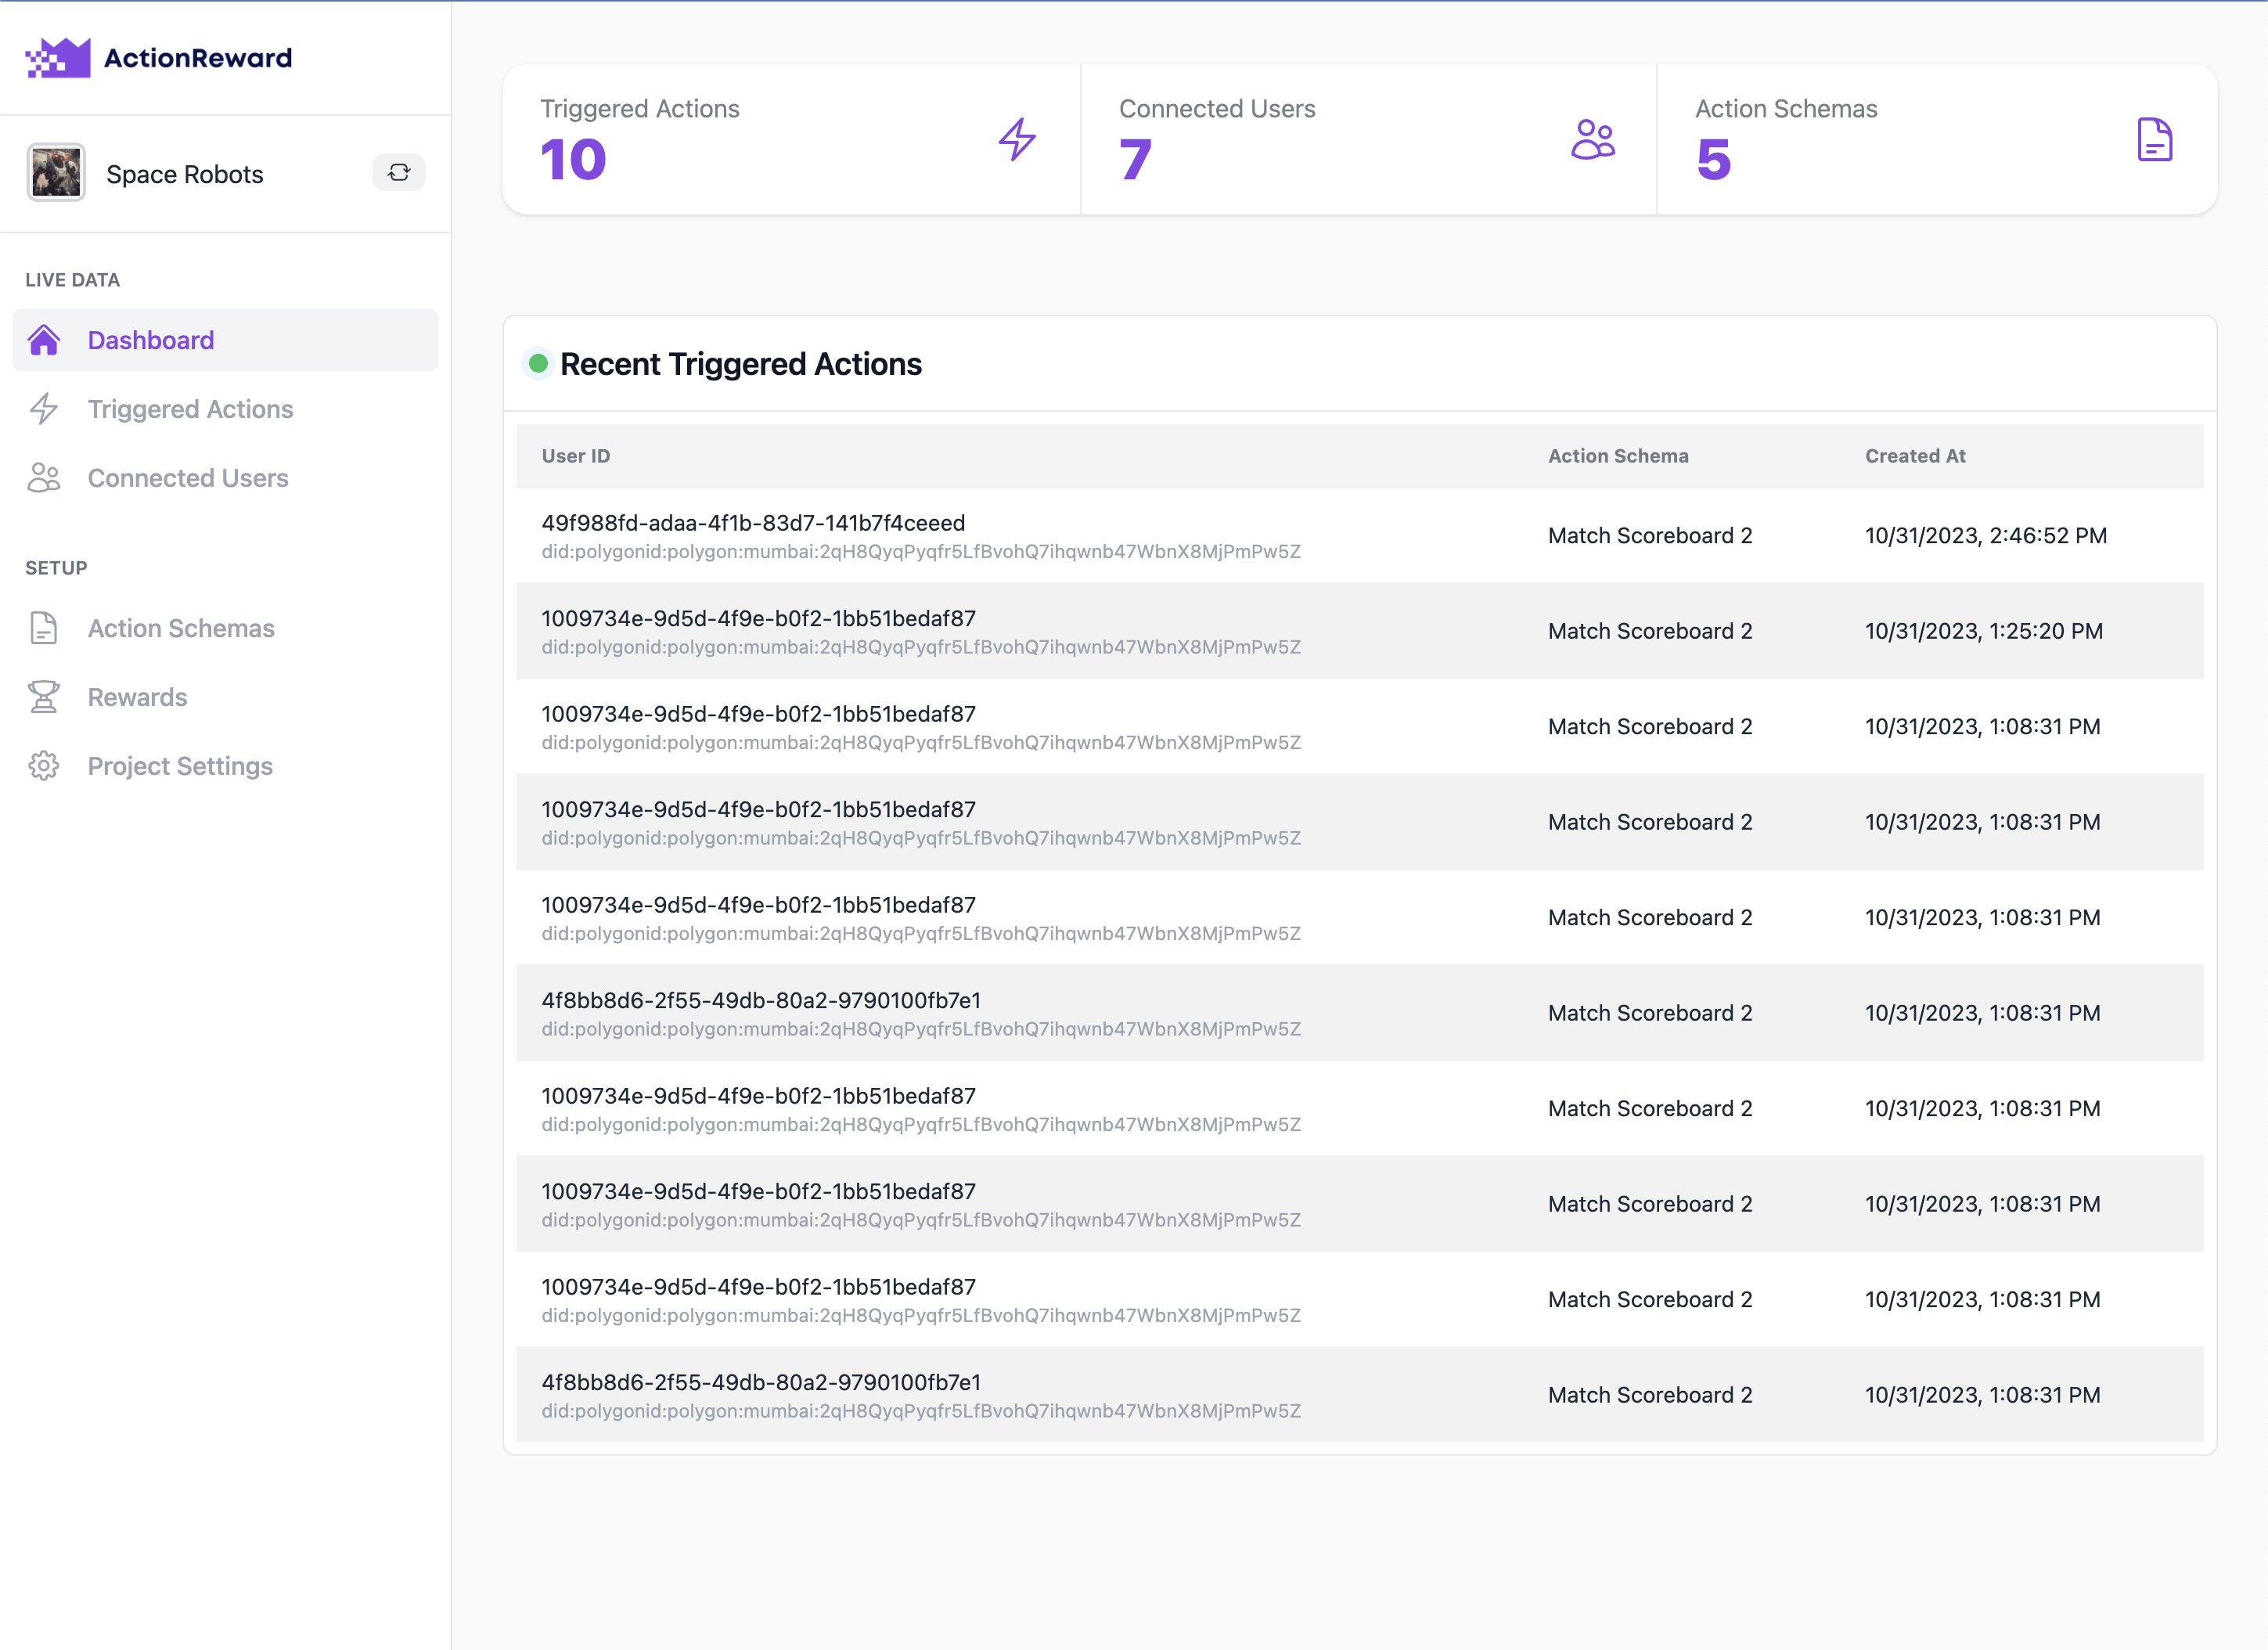 ActionReward
Space Robots
LIVE DATA
Dashboard
Triggered Actions
Connected Users
SETUP
Action Schemas
Rewards
Project Settings
Triggered Actions
10
Connected Users
7
Action Schemas
5
Recent Triggered Actions
User ID Action Schema Created At
49f988fd-adaa-4f1b-83d7-141b7f4ceeed
did:polygonid:polygon:mumbai:2qH8QyqPyqfr5LfBvohQ7ihqwnb47WbnX8MjPmPw5Z
Match Scoreboard 2 10/31/2023, 2:46:52 PM
1009734e-9d5d-4f9e-b0f2-1bb51bedaf87
did:polygonid:polygon:mumbai:2qH8QyqPyqfr5LfBvohQ7ihqwnb47WbnX8MjPmPw5Z
Match Scoreboard 2 10/31/2023, 1:25:20 PM
1009734e-9d5d-4f9e-b0f2-1bb51bedaf87
did:polygonid:polygon:mumbai:2qH8QyqPyqfr5LfBvohQ7ihqwnb47WbnX8MjPmPw5Z
Match Scoreboard 2 10/31/2023, 1:08:31 PM
1009734e-9d5d-4f9e-b0f2-1bb51bedaf87
did:polygonid:polygon:mumbai:2qH8QyqPyqfr5LfBvohQ7ihqwnb47WbnX8MjPmPw5Z
Match Scoreboard 2 10/31/2023, 1:08:31 PM
1009734e-9d5d-4f9e-b0f2-1bb51bedaf87
did:polygonid:polygon:mumbai:2qH8QyqPyqfr5LfBvohQ7ihqwnb47WbnX8MjPmPw5Z
Match Scoreboard 2 10/31/2023, 1:08:31 PM
4f8bb8d6-2f55-49db-80a2-9790100fb7e1
did:polygonid:polygon:mumbai:2qH8QyqPyqfr5LfBvohQ7ihqwnb47WbnX8MjPmPw5Z
Match Scoreboard 2 10/31/2023, 1:08:31 PM
1009734e-9d5d-4f9e-b0f2-1bb51bedaf87
did:polygonid:polygon:mumbai:2qH8QyqPyqfr5LfBvohQ7ihqwnb47WbnX8MjPmPw5Z
Match Scoreboard 2 10/31/2023, 1:08:31 PM
1009734e-9d5d-4f9e-b0f2-1bb51bedaf87
did:polygonid:polygon:mumbai:2qH8QyqPyqfr5LfBvohQ7ihqwnb47WbnX8MjPmPw5Z
Match Scoreboard 2 10/31/2023, 1:08:31 PM
1009734e-9d5d-4f9e-b0f2-1bb51bedaf87
did:polygonid:polygon:mumbai:2qH8QyqPyqfr5LfBvohQ7ihqwnb47WbnX8MjPmPw5Z
Match Scoreboard 2 10/31/2023, 1:08:31 PM
4f8bb8d6-2f55-49db-80a2-9790100fb7e1
did:polygonid:polygon:mumbai:2qH8QyqPyqfr5LfBvohQ7ihqwnb47WbnX8MjPmPw5Z
Match Scoreboard 2 10/31/2023, 1:08:31 PM